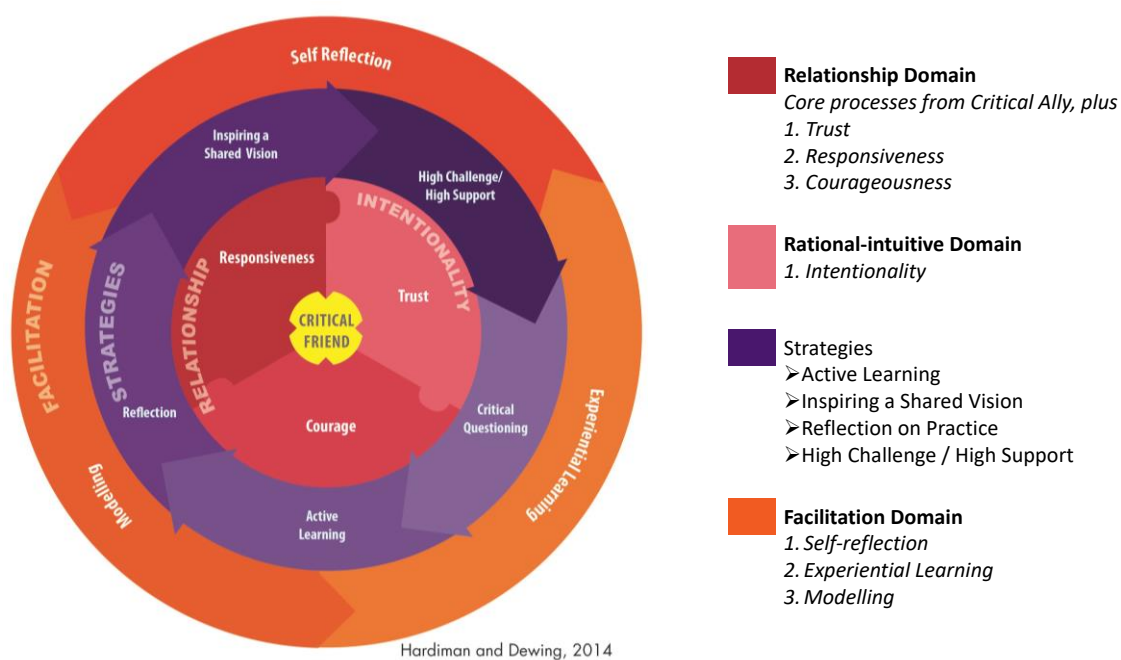 Self Reflection
Inspiring a
Shared Vision
High Challenge/
High Support
INTENTIONALITY
Responsiveness
Trust
CRITICAL
FRIEND
RELATIONSHIP
STRATEGIES
FACILITATION
Reflection
Courage
Critical
Questioning
Active
Learning
Modelling
Experiential Learning
Hardiman and Dewing, 2014
Relationship Domain
Core processes from Critical Ally, plus
1. Trust
2. Responsiveness
3. Courageousness
Rational-intuitive Domain
1. Intentionality
Strategies
➢Active Learning
➢Inspiring a Shared Vision
➢Reflection on Practice
➢High Challenge / High Support
Facilitation Domain
1. Self-reflection
2. Experiential Learning
3. Modelling